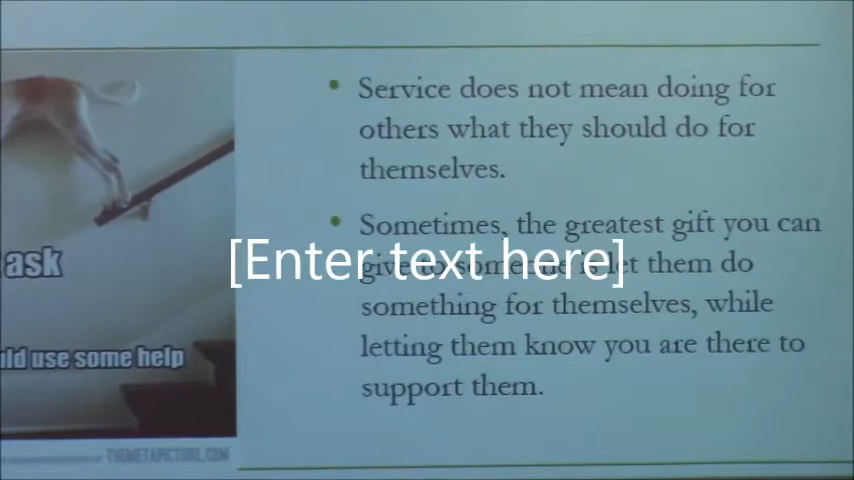 • Service does not mean doing for
others what they should do for
themselves.
• Sometimes, the greatest gift you can
[Enter text here]
give to someone is let them do
something for themselves, while
letting them know you are there to
support them.
ask
uld use some help
THEMETAPICTURE.COM